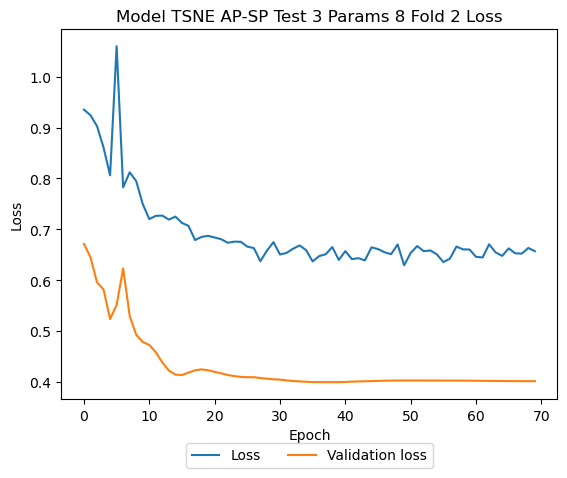 Model TSNE AP-SP Test 3 Params 8 Fold 2 Loss
1.0
0.9
0.8
0.7
0.6
0.5
0.4
Loss
0 10 20 30 40 50 60 70
Epoch
Loss Validation loss